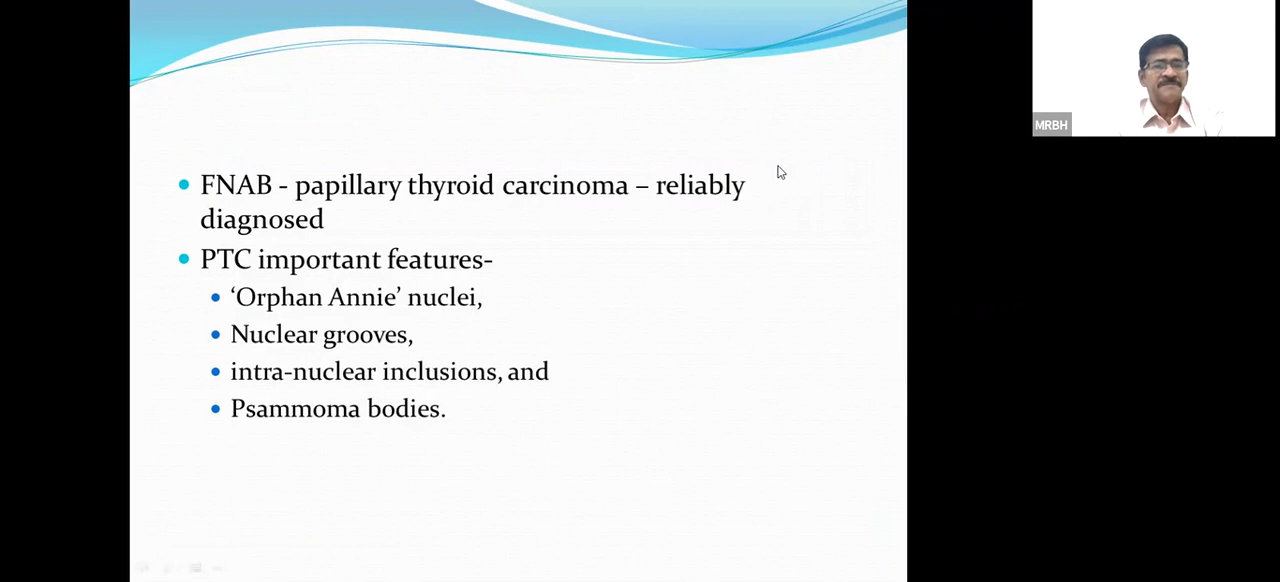 FNAB - papillary thyroid carcinoma – reliably
diagnosed
PTC important features-
‘Orphan Annie’ nuclei,
Nuclear grooves,
intra-nuclear inclusions, and
Psammoma bodies.
MRBH